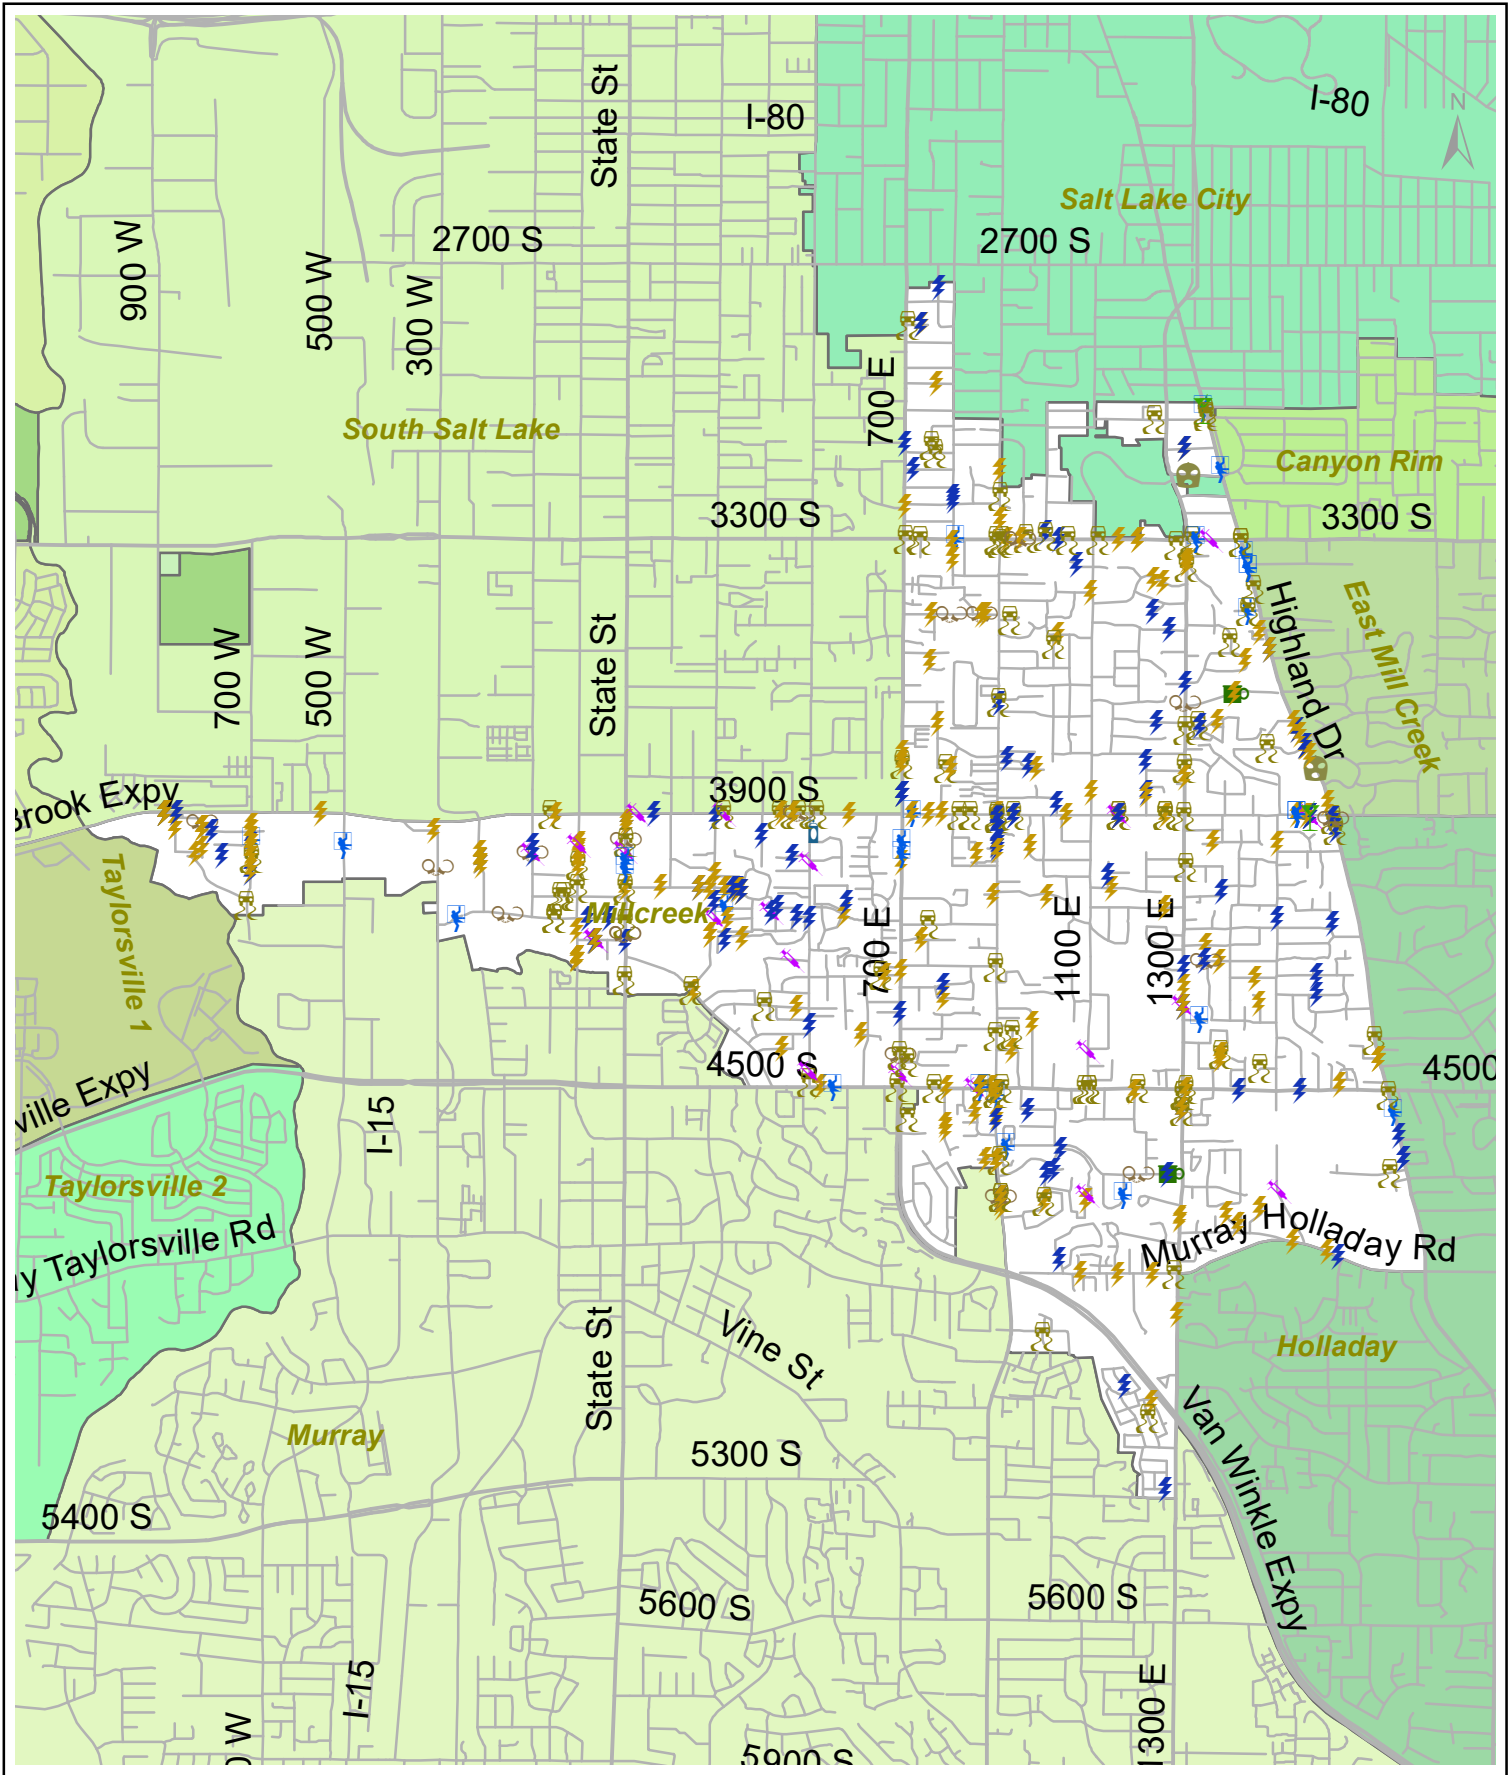 State St
I-80
I-80
N
Salt Lake City
900 W
2700 S
2700 S
500 W
300 W
700 E
South Salt Lake
Canyon Rim
3300 S
3300 S
Highland Dr
East Mill Creek
700 W
500 W
State St
Brook Expy
3900 S
Taylorsville 1
Millcreek
700 E
1100 E
1300 E
4500 S
4500
ville Expy
I-15
Taylorsville 2
y Taylorsville Rd
Murray Holladay Rd
State St
Vine St
Holladay
Murray
5300 S
Van Winkle Expy
5400 S
5600 S
5600 S
I-15
1300 E
0 W
5900 S